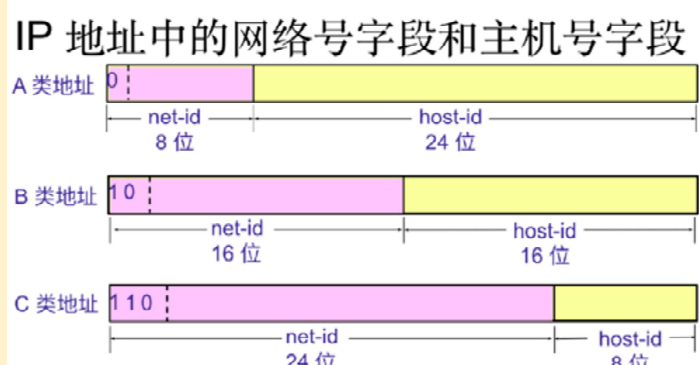 IP 地址中的网络号字段和主机号字段
A 类地址 0
net-id host-id
8 位 24 位
B 类地址 1 0
net-id host-id
16 位 16 位
C 类地址 1 1 0
net-id host-id
24 位 8 位